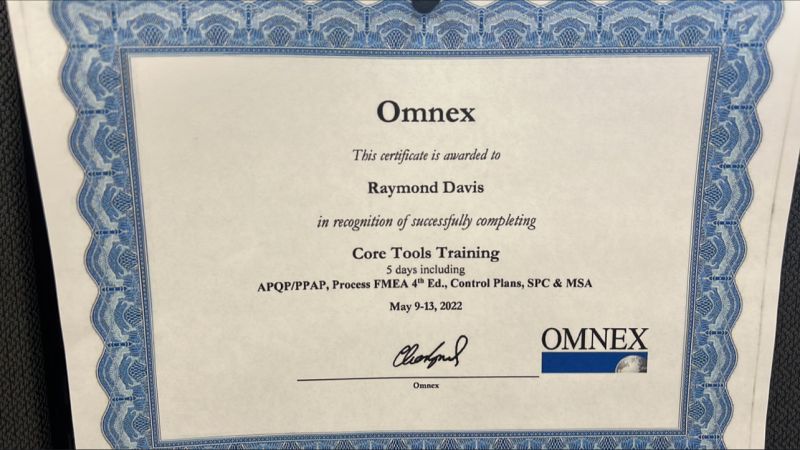 Omnex
This certificate is awarded to
Raymond Davis
in recognition of successfully completing
Core Tools Training
5 days including
APQP/PPAP, Process FMEA 4th Ed., Control Plans, SPC & MSA
May 9-13, 2022
OMNEX
Omnex